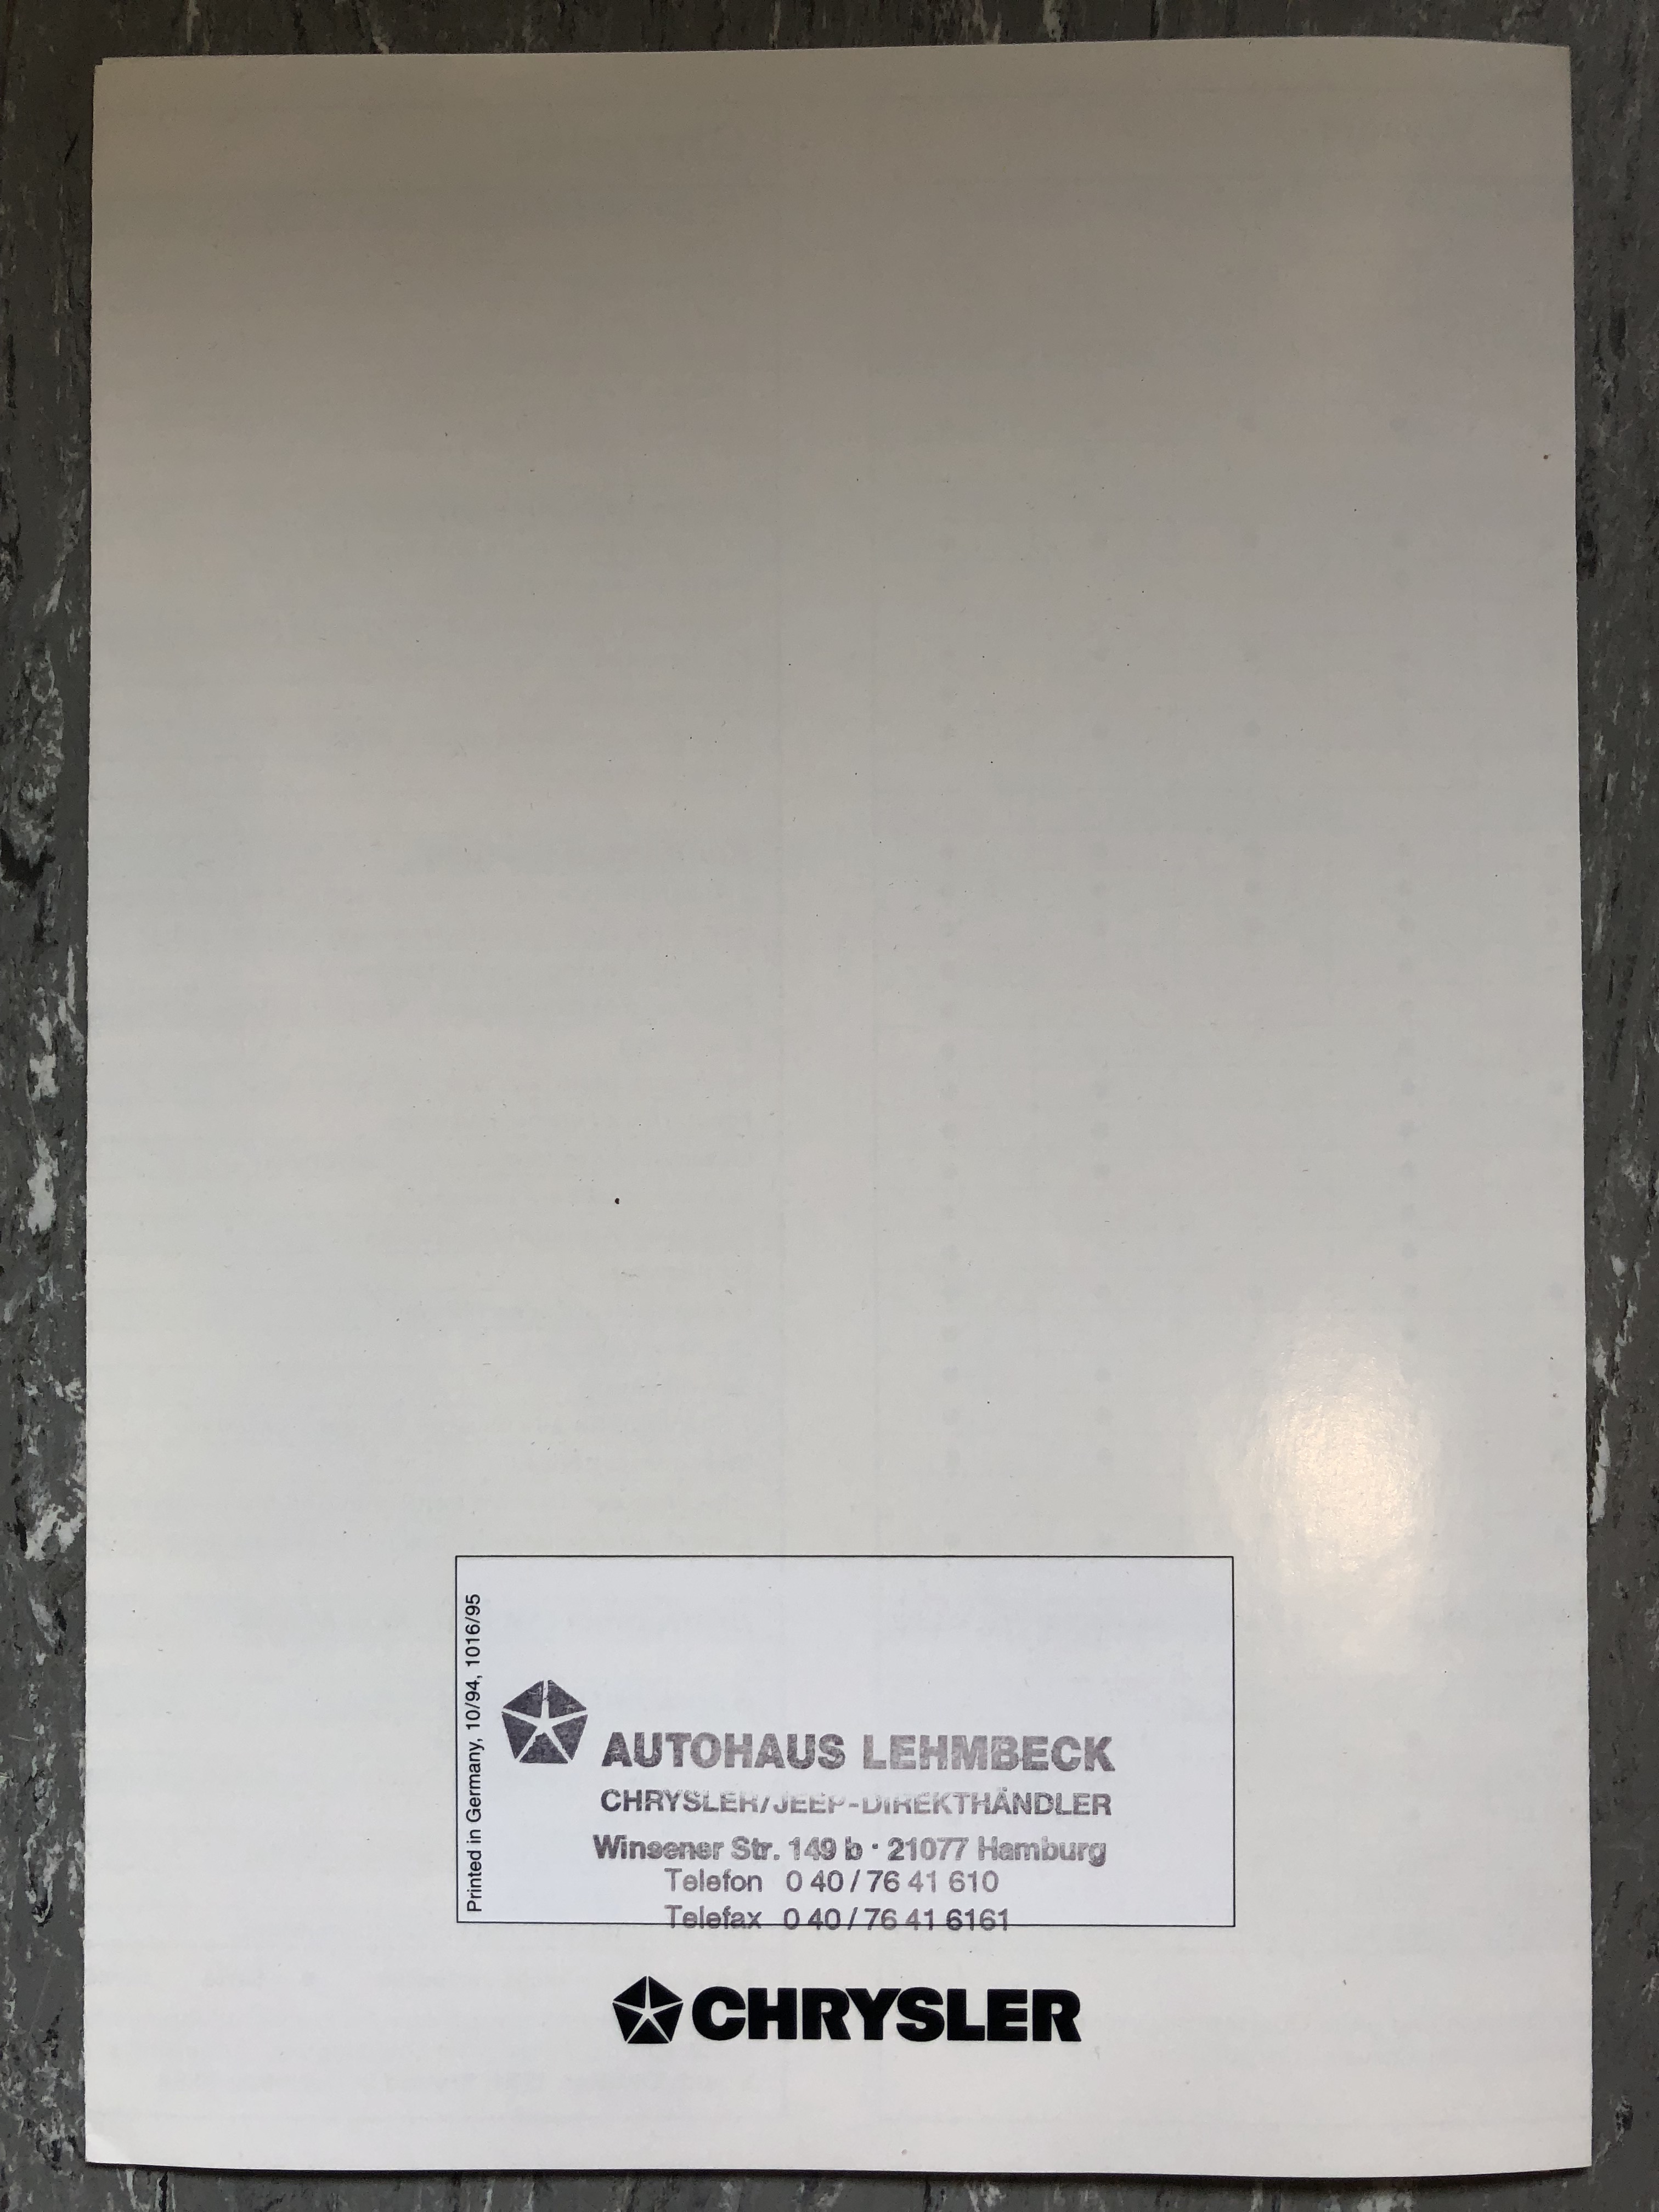 Printed in Germany, 10/94, 1016/95
AUTOHAUS LEHMBECK
CHRYSLER/JEEP-DIREKTHÄNDLER
Winsener Str. 149 b · 21077 Hamburg
Telefon 0 40 / 76 41 610
Telefax 0 40 / 76 41 6161
CHRYSLER